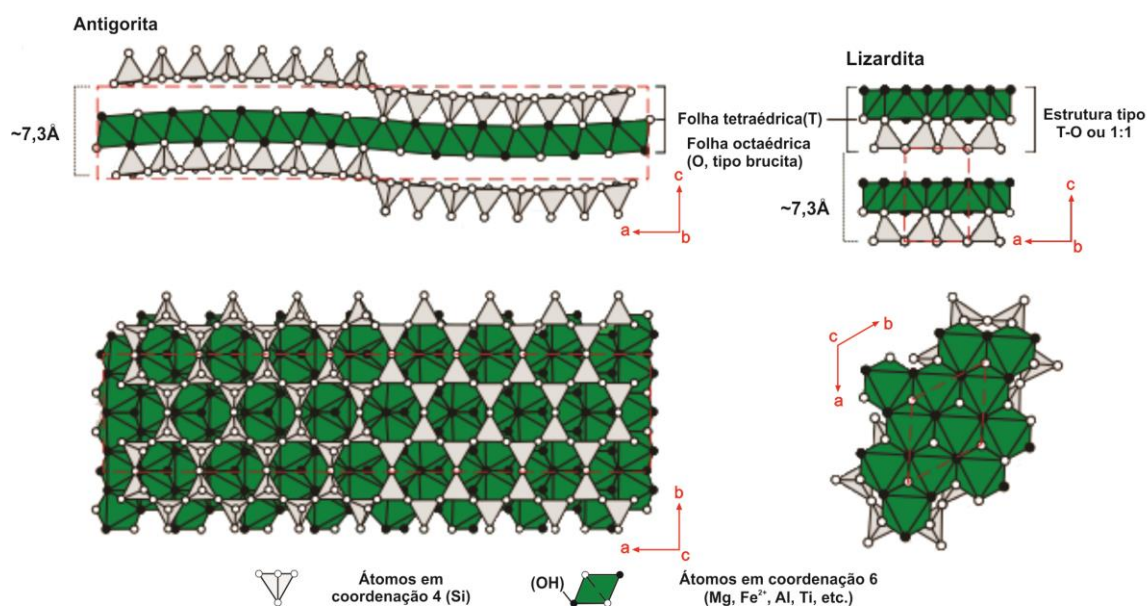 Antigorita
~7,3Å
Folha tetraédrica(T)
Folha octaédrica
(O, tipo brucita)
c
a
b
Lizardita
Estrutura tipo
T-O ou 1:1
~7,3Å
c
a
b
b
a
c
c
b
a
Átomos em
coordenação 4 (Si)
(OH)
Átomos em coordenação 6
(Mg, Fe²⁺, Al, Ti, etc.)